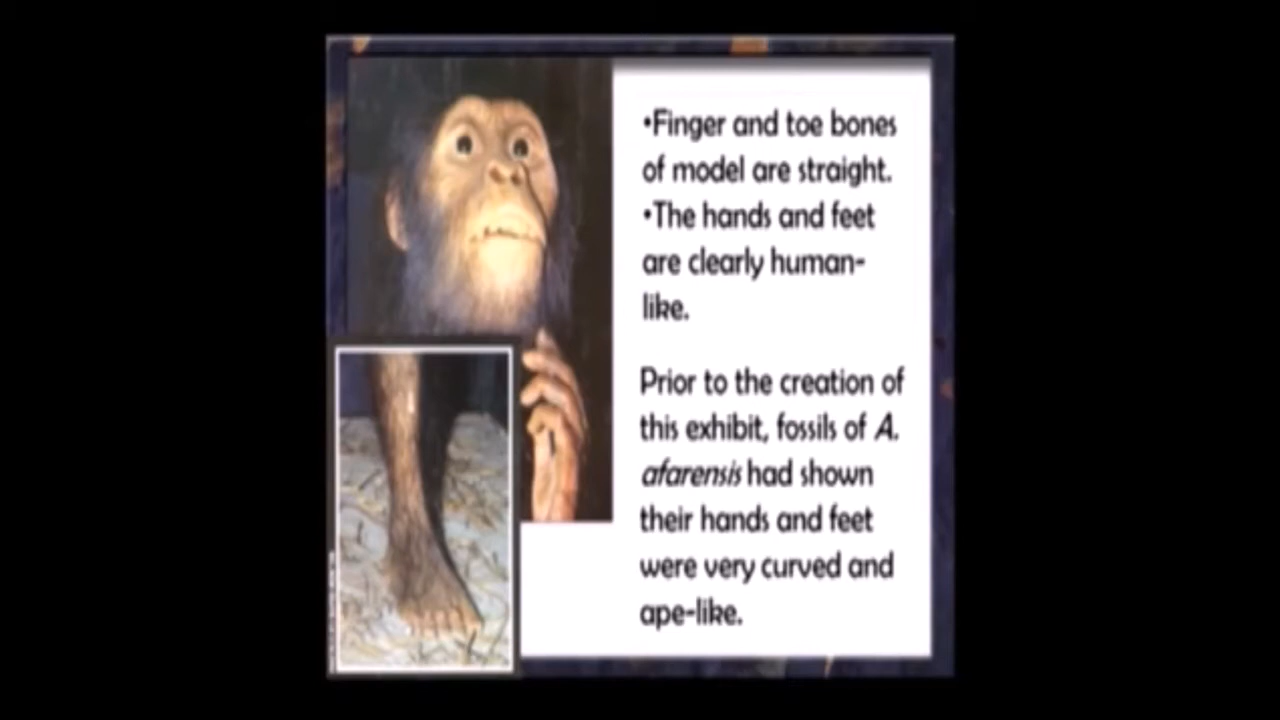 •Finger and toe bones
of model are straight.
•The hands and feet
are clearly human-
like.
Prior to the creation of
this exhibit, fossils of A.
afarensis had shown
their hands and feet
were very curved and
ape-like.